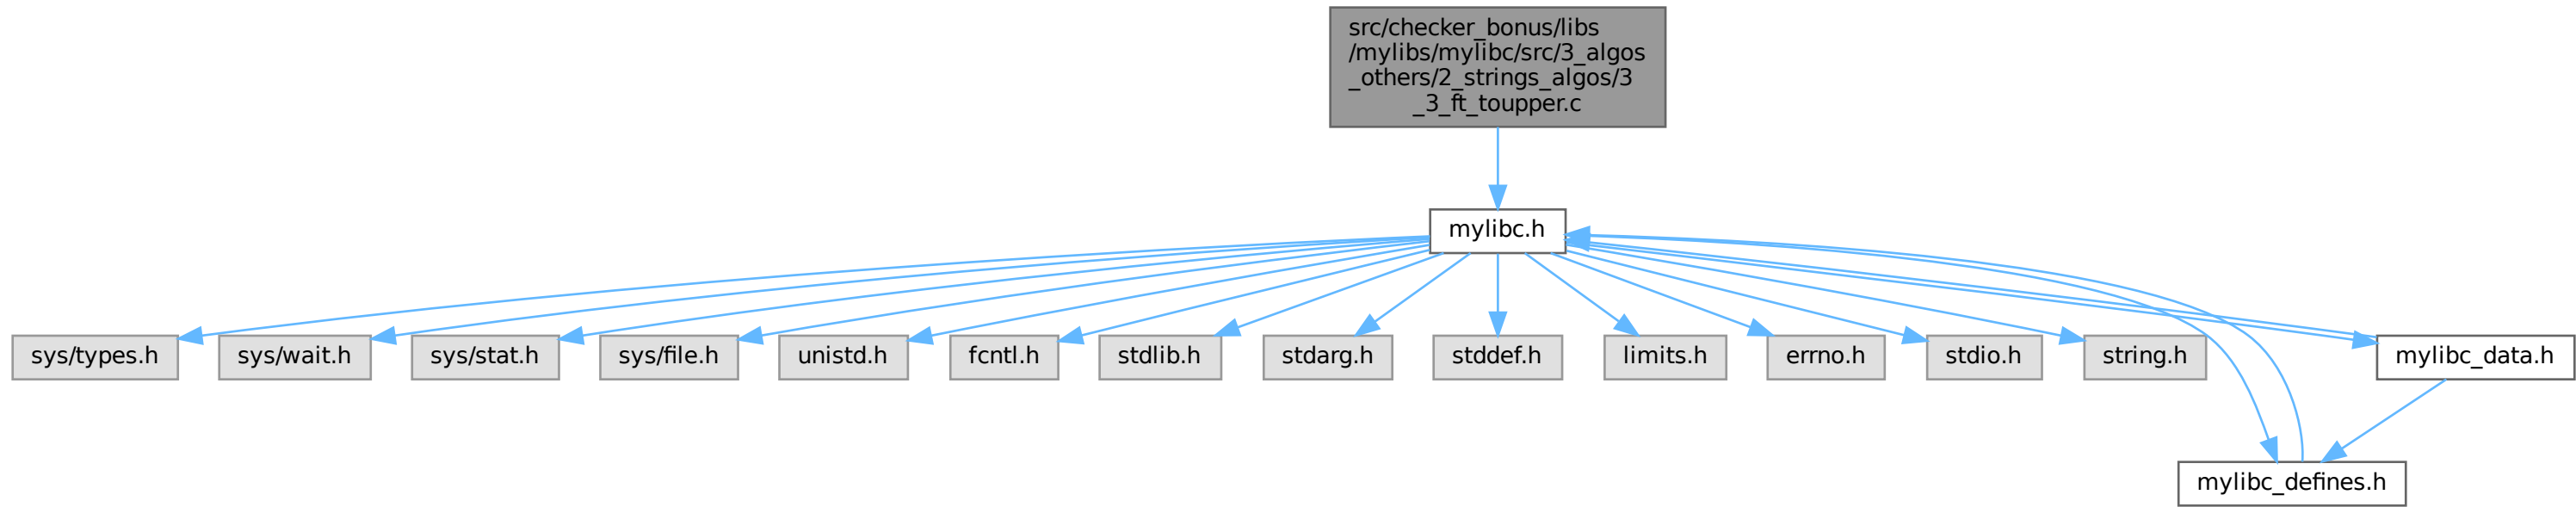 src/checker_bonus/libs
/mylibs/mylibc/src/3_algos
_others/2_strings_algos/3
_3_ft_toupper.c
mylibc.h
sys/types.h
sys/wait.h
sys/stat.h
sys/file.h
unistd.h
fcntl.h
stdlib.h
stdarg.h
stddef.h
limits.h
errno.h
stdio.h
string.h
mylibc_data.h
mylibc_defines.h